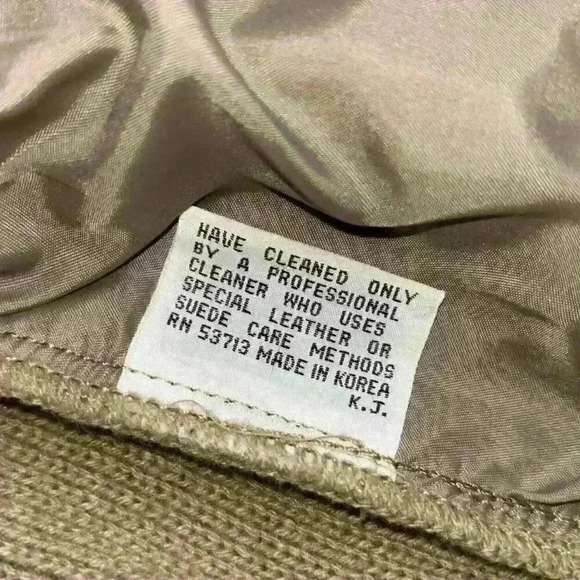 HAVE CLEANED ONLY
BY A PROFESSIONAL
CLEANER WHO USES
SPECIAL LEATHER OR
SUEDE CARE METHODS
RN 53713 MADE IN KOREA
K.J.